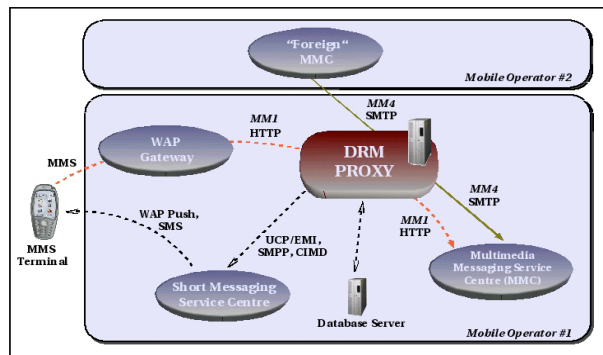 "Foreign"
MMC
Mobile Operator #2
MM4
SMTP
MM1
HTTP
WAP
Gateway
DRM
PROXY
MMS
MM4
SMTP
WAP Push,
SMS
MM1
HTTP
UCP/EMI,
SMPP, CIMD
MMS
Terminal
Multimedia
Messaging Service
Centre (MMC)
Short Messaging
Service Centre
Database Server
Mobile Operator #1